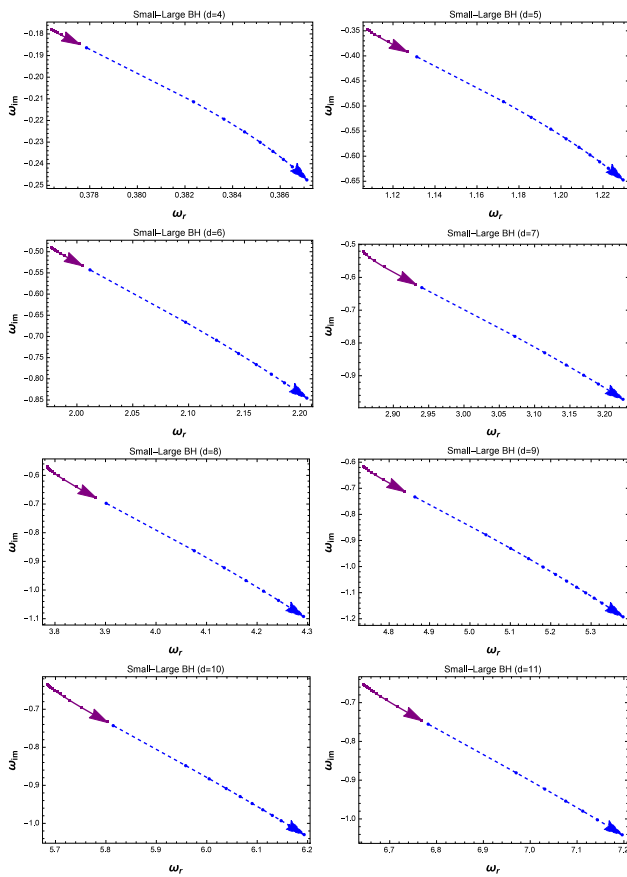 Small–Large BH (d=4)
-0.18
-0.19
-0.20
-0.21
-0.22
-0.23
-0.24
-0.25
ωIm
0.378 0.380 0.382 0.384 0.386
ωr
Small–Large BH (d=5)
-0.35
-0.40
-0.45
-0.50
-0.55
-0.60
-0.65
ωIm
1.12 1.14 1.16 1.18 1.20 1.22
ωr
Small–Large BH (d=6)
-0.50
-0.55
-0.60
-0.65
-0.70
-0.75
-0.80
-0.85
ωIm
2.00 2.05 2.10 2.15 2.20
ωr
Small–Large BH (d=7)
-0.5
-0.6
-0.7
-0.8
-0.9
ωIm
2.90 2.95 3.00 3.05 3.10 3.15 3.20
ωr
Small–Large BH (d=8)
-0.6
-0.7
-0.8
-0.9
-1.0
-1.1
ωIm
3.8 3.9 4.0 4.1 4.2 4.3
ωr
Small–Large BH (d=9)
-0.6
-0.7
-0.8
-0.9
-1.0
-1.1
-1.2
ωIm
4.8 4.9 5.0 5.1 5.2 5.3
ωr
Small–Large BH (d=10)
-0.7
-0.8
-0.9
-1.0
ωIm
5.7 5.8 5.9 6.0 6.1 6.2
ωr
Small–Large BH (d=11)
-0.7
-0.8
-0.9
-1.0
ωIm
6.7 6.8 6.9 7.0 7.1 7.2
ωr